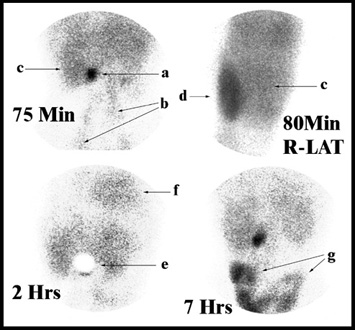 c a
b
75 Min
d c
80Min
R-LAT
f
e
2 Hrs
g
7 Hrs